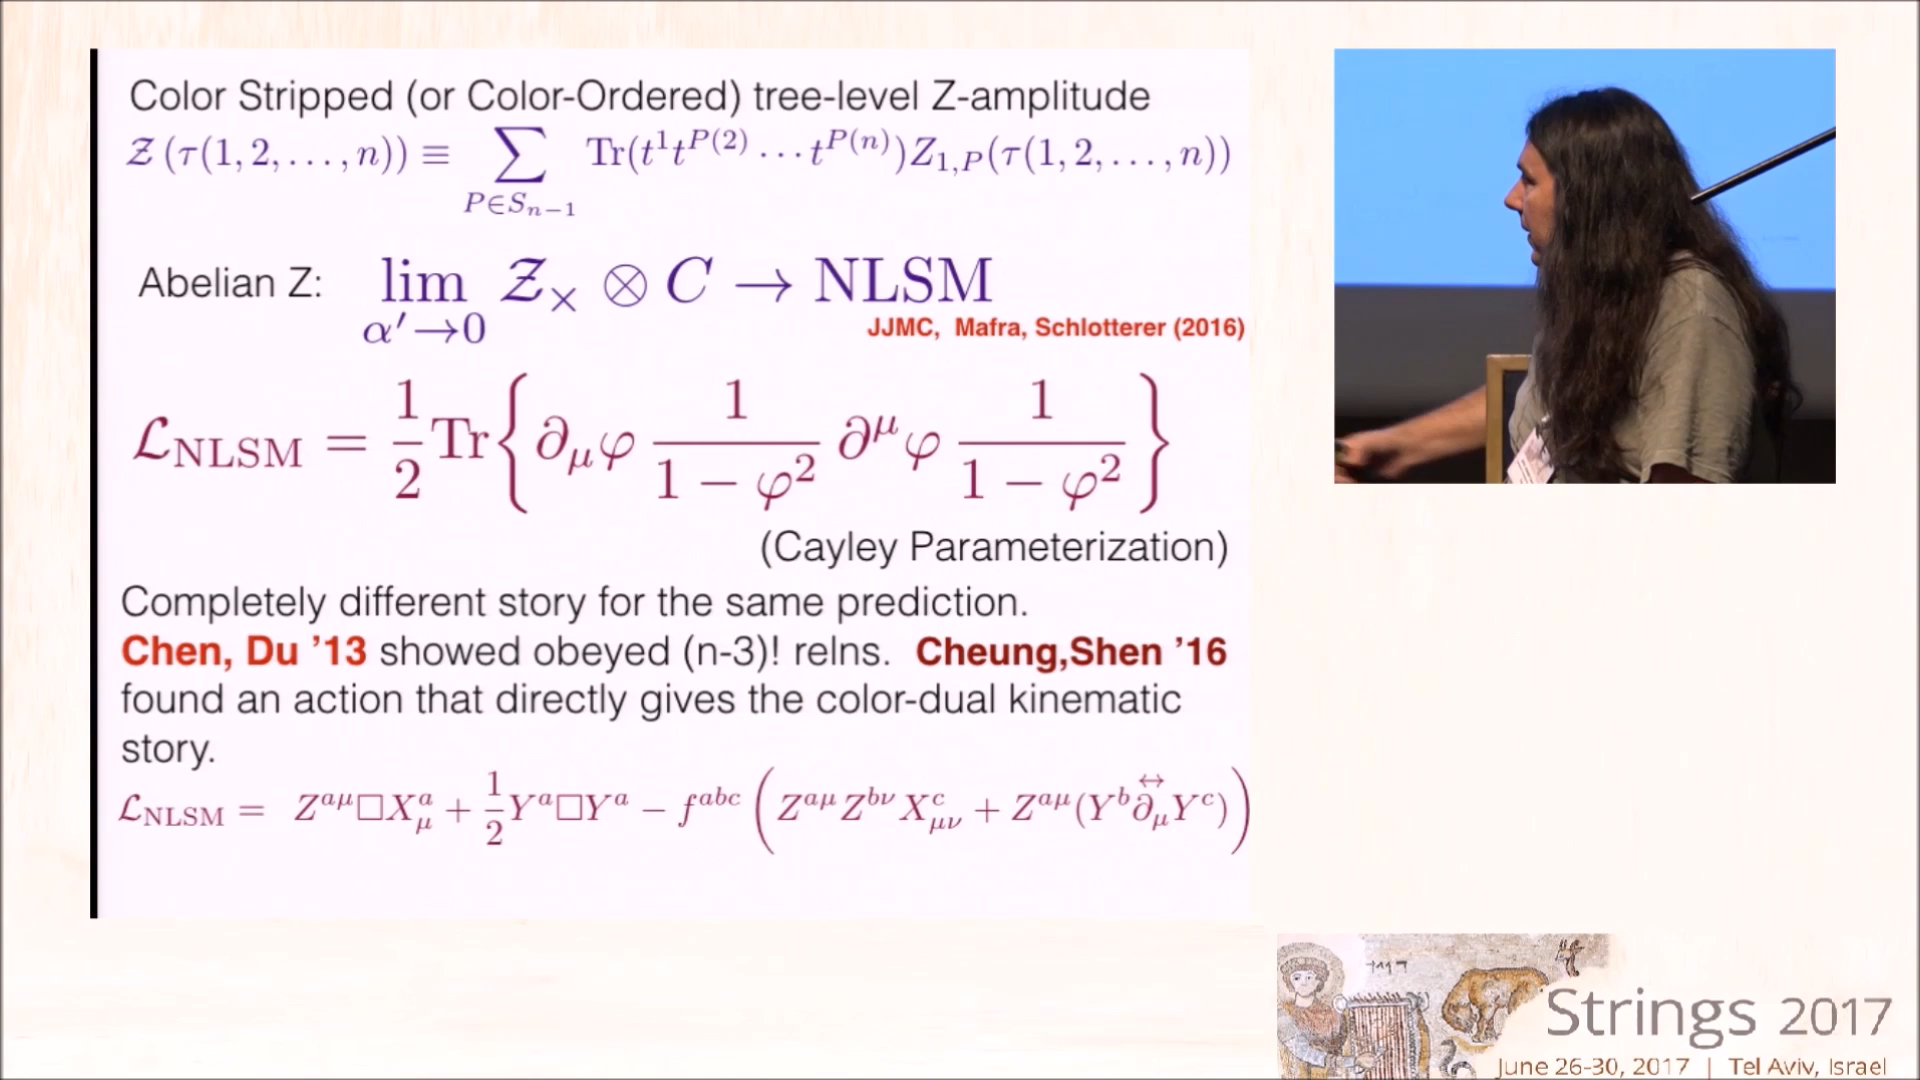 Color Stripped (or Color-Ordered) tree-level Z-amplitude
𝒵 (τ(1, 2, . . . , n)) ≡ ∑_{P∈S_{n−1}} Tr(t^1 t^{P(2)} · · · t^{P(n)}) Z_{1,P}(τ(1, 2, . . . , n))
Abelian Z: lim_{α′→0} 𝒵_× ⊗ C → NLSM
JJMC, Mafra, Schlotterer (2016)
ℒ_NLSM = 1/2 Tr{ ∂_μφ 1/(1 − φ^2) ∂^μφ 1/(1 − φ^2) }
(Cayley Parameterization)
Completely different story for the same prediction.
Chen, Du ’13 showed obeyed (n-3)! relns. Cheung,Shen ’16
found an action that directly gives the color-dual kinematic
story.
ℒ_NLSM = Z^{aμ}□X^a_μ + 1/2 Y^a□Y^a − f^{abc} ( Z^{aμ}Z^{bν}X^c_{μν} + Z^{aμ}(Y^b ∂↔_μ Y^c) )
Strings 2017
June 26-30, 2017 | Tel Aviv, Israel